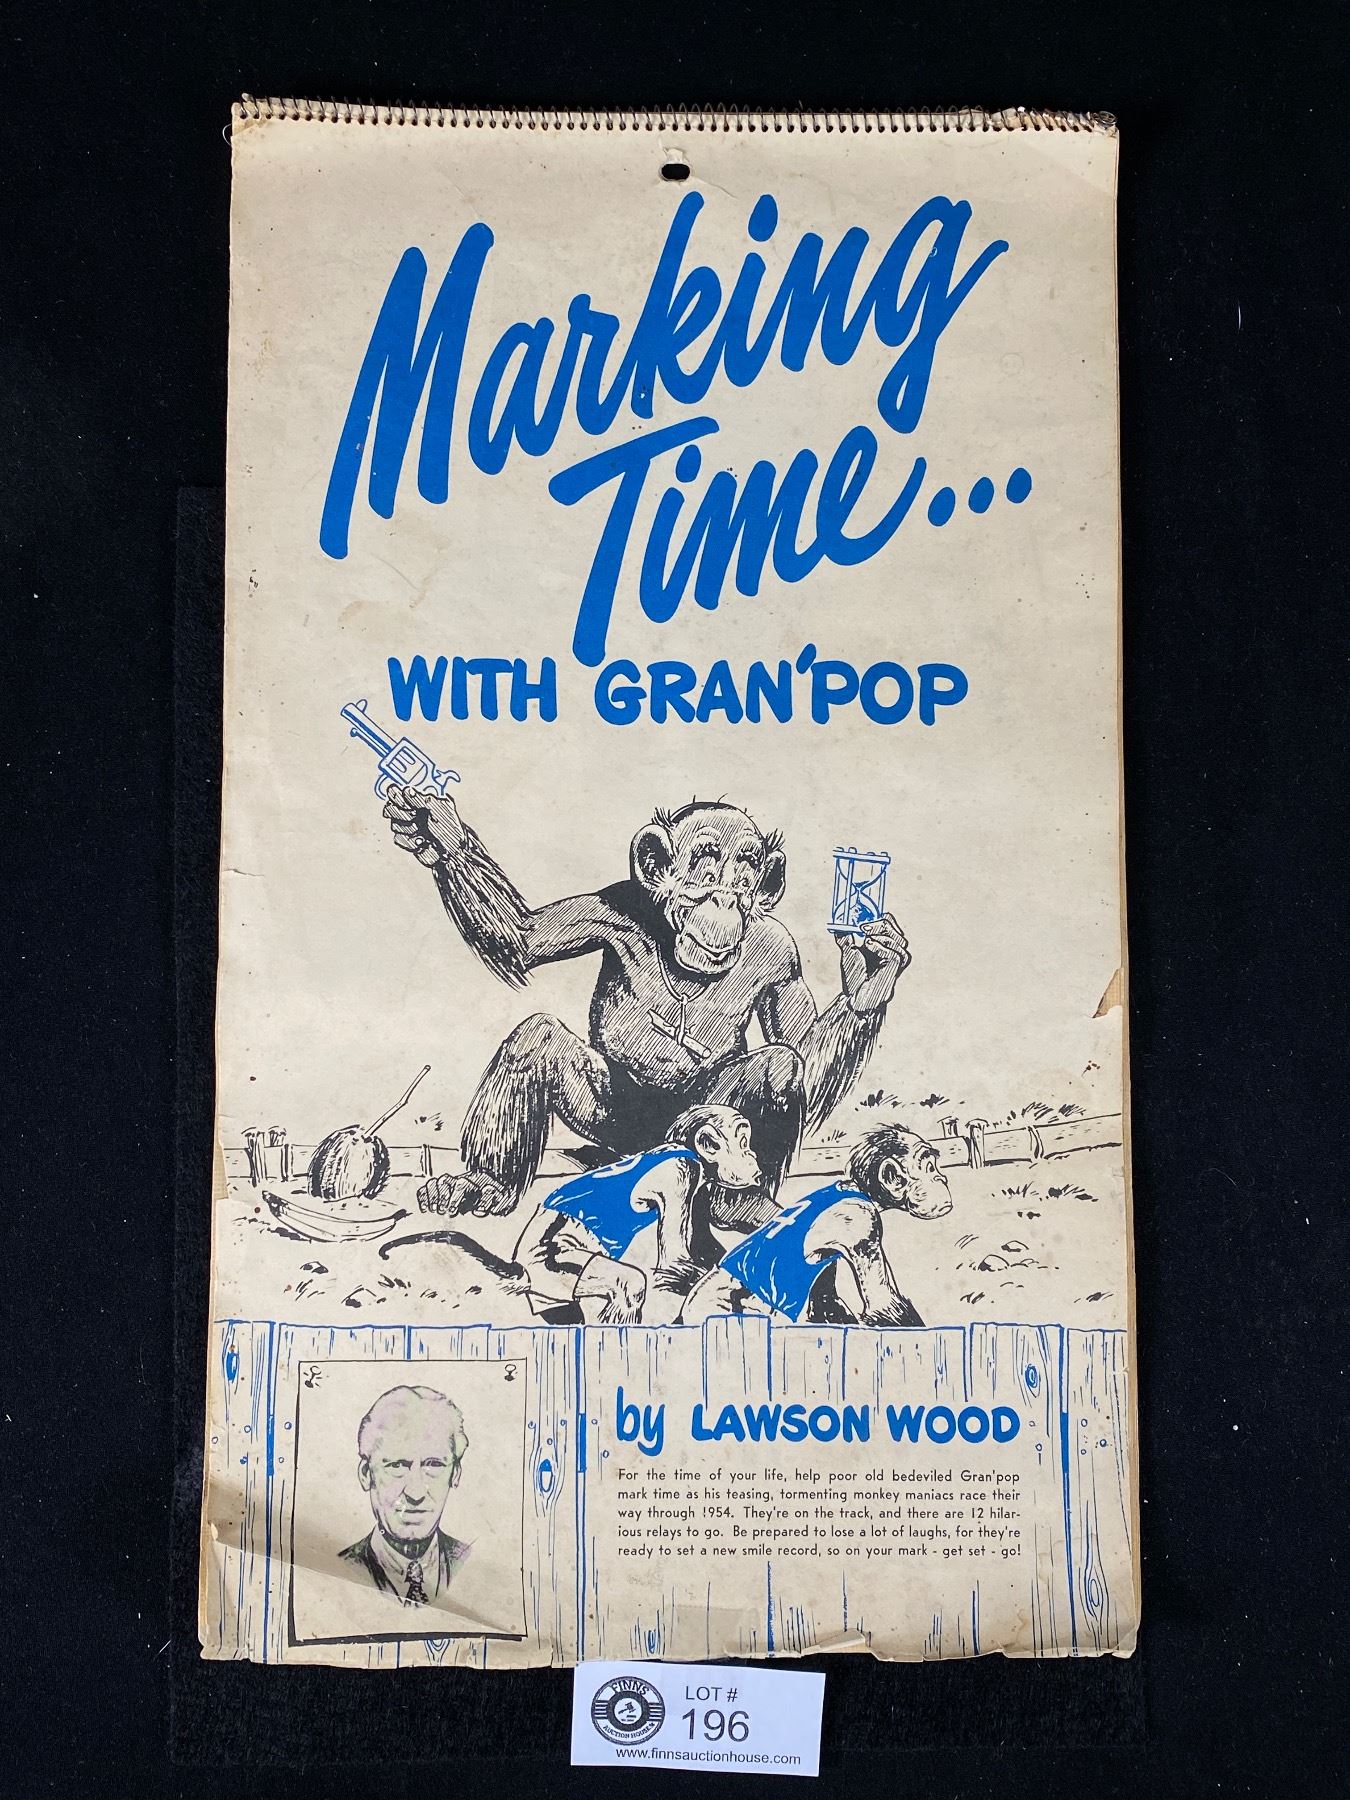 Marking
Time...
WITH GRAN'POP
4
by LAWSON WOOD
For the time of your life, help poor old bedeviled Gran'pop
mark time as his teasing, tormenting monkey maniacs race their
way through 1954. They're on the track, and there are 12 hilar-
ious relays to go. Be prepared to lose a lot of laughs, for they're
ready to set a new smile record, so on your mark - get set - go!
FINNS
AUCTION HOUSE
LOT #
196
www.finnsauctionhouse.com